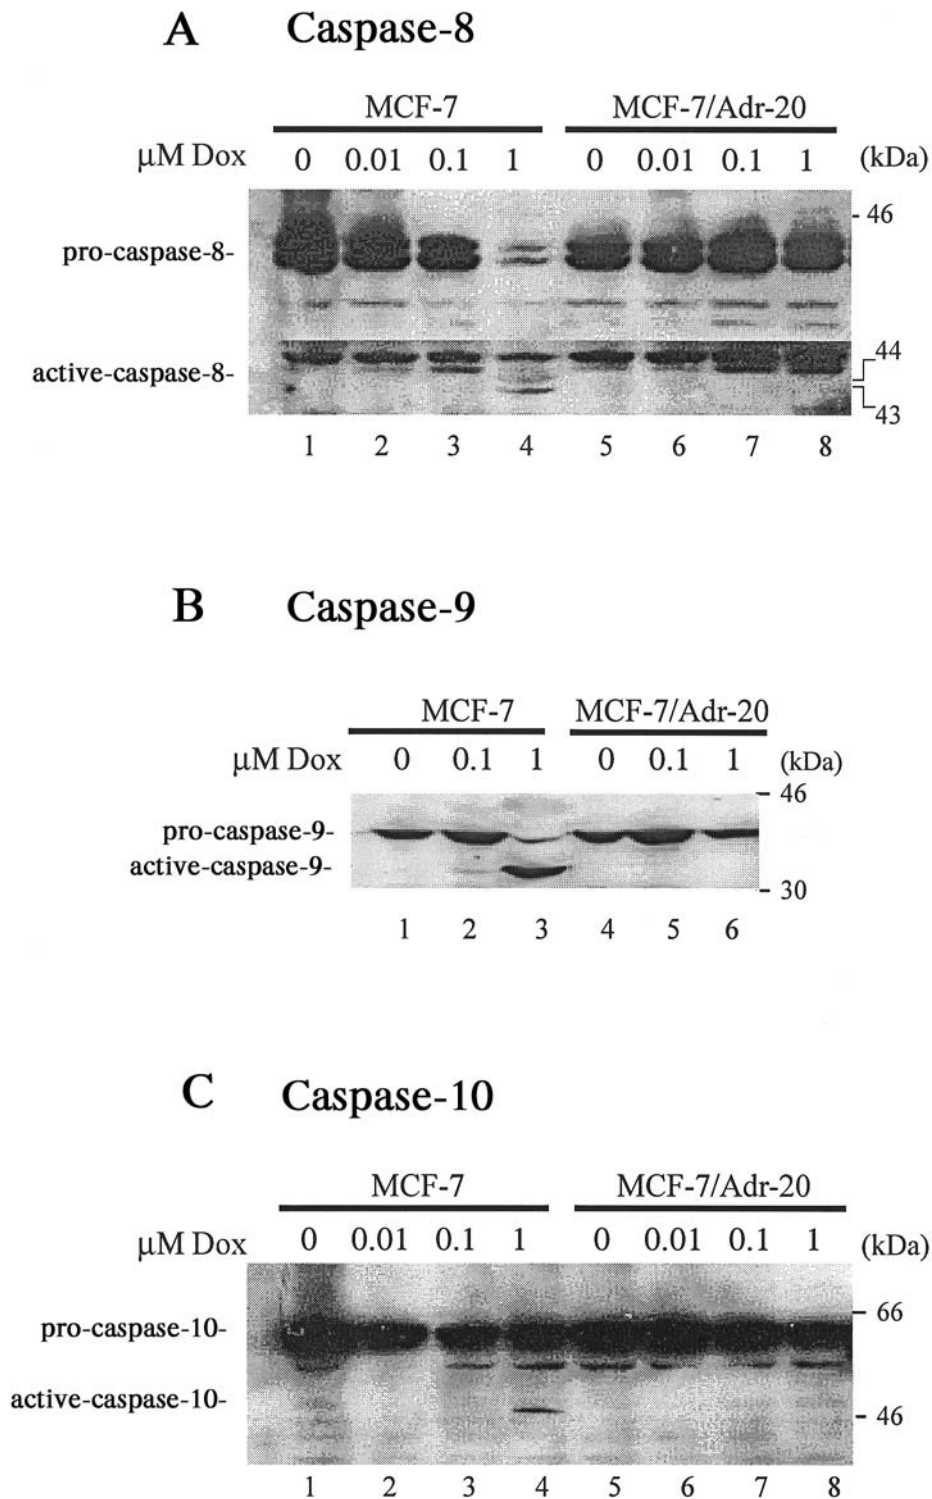 A Caspase-8
MCF-7 MCF-7/Adr-20
μM Dox 0 0.01 0.1 1 0 0.01 0.1 1 (kDa)
- 46
pro-caspase-8-
44
active-caspase-8-
43
1 2 3 4 5 6 7 8
B Caspase-9
MCF-7 MCF-7/Adr-20
μM Dox 0 0.1 1 0 0.1 1 (kDa)
- 46
pro-caspase-9-
active-caspase-9-
- 30
1 2 3 4 5 6
C Caspase-10
MCF-7 MCF-7/Adr-20
μM Dox 0 0.01 0.1 1 0 0.01 0.1 1 (kDa)
- 66
pro-caspase-10-
active-caspase-10-
- 46
1 2 3 4 5 6 7 8